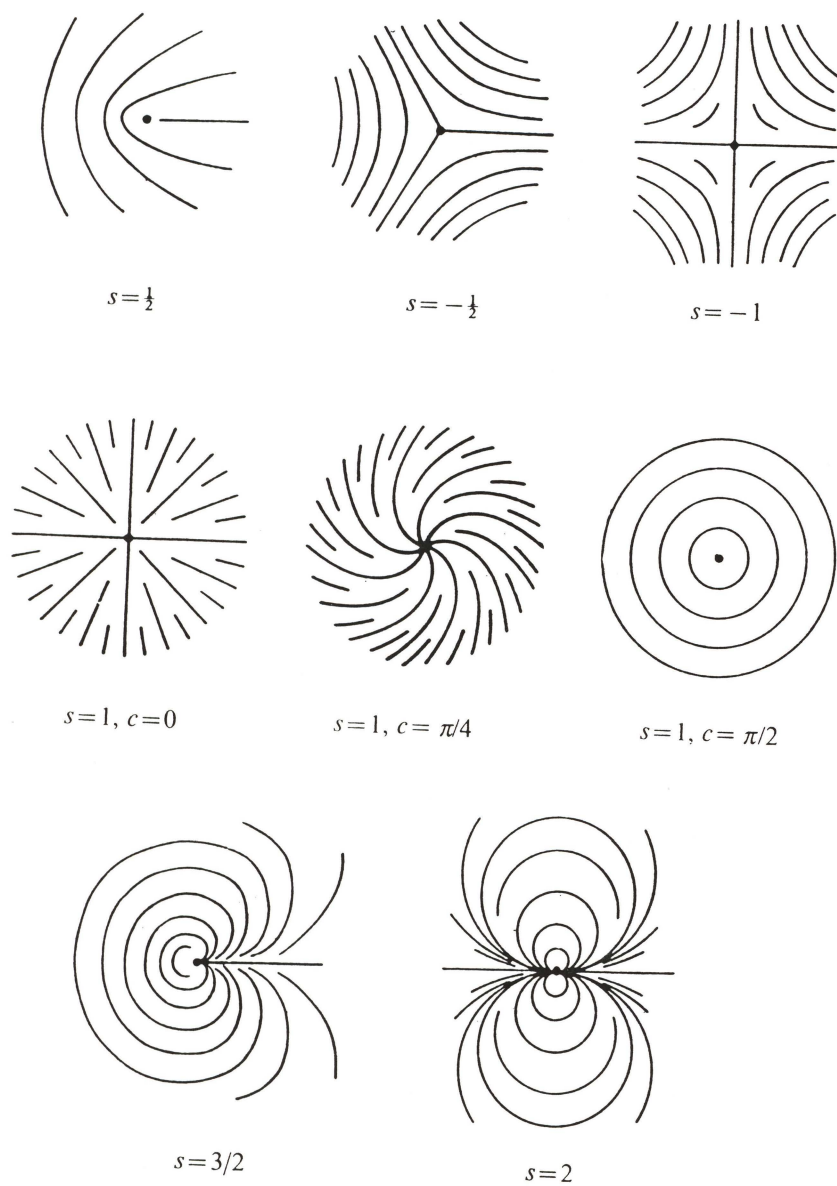 s = ½
s = − ½
s = − 1
s = 1, c = 0
s = 1, c = π/4
s = 1, c = π/2
s = 3/2
s = 2